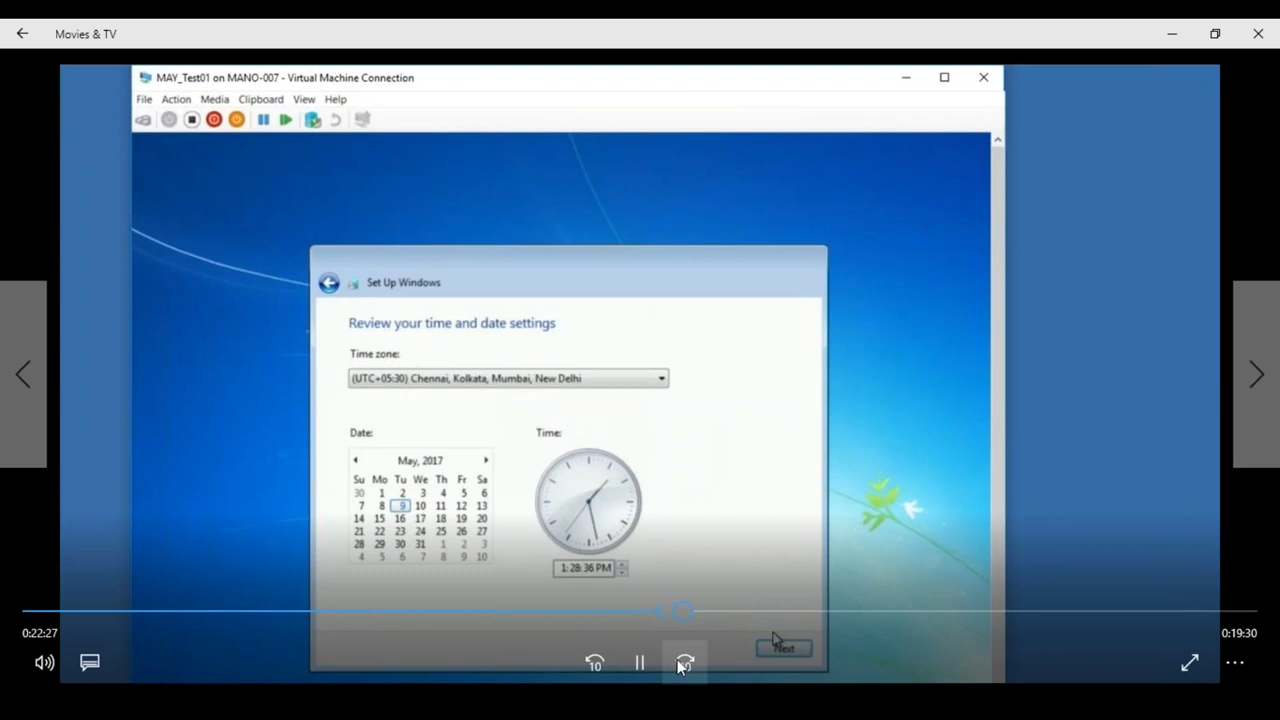 Movies & TV
MAY_Test01 on MANO-007 - Virtual Machine Connection
File Action Media Clipboard View Help
Set Up Windows
Review your time and date settings
Time zone:
(UTC+05:30) Chennai, Kolkata, Mumbai, New Delhi
Date: Time:
May, 2017
Su Mo Tu We Th Fr Sa
30 1 2 3 4 5 6
7 8 9 10 11 12 13
14 15 16 17 18 19 20
21 22 23 24 25 26 27
28 29 30 31 1 2 3
4 5 6 7 8 9 10
1:28:36 PM
0:22:27 0:19:30
Next
10